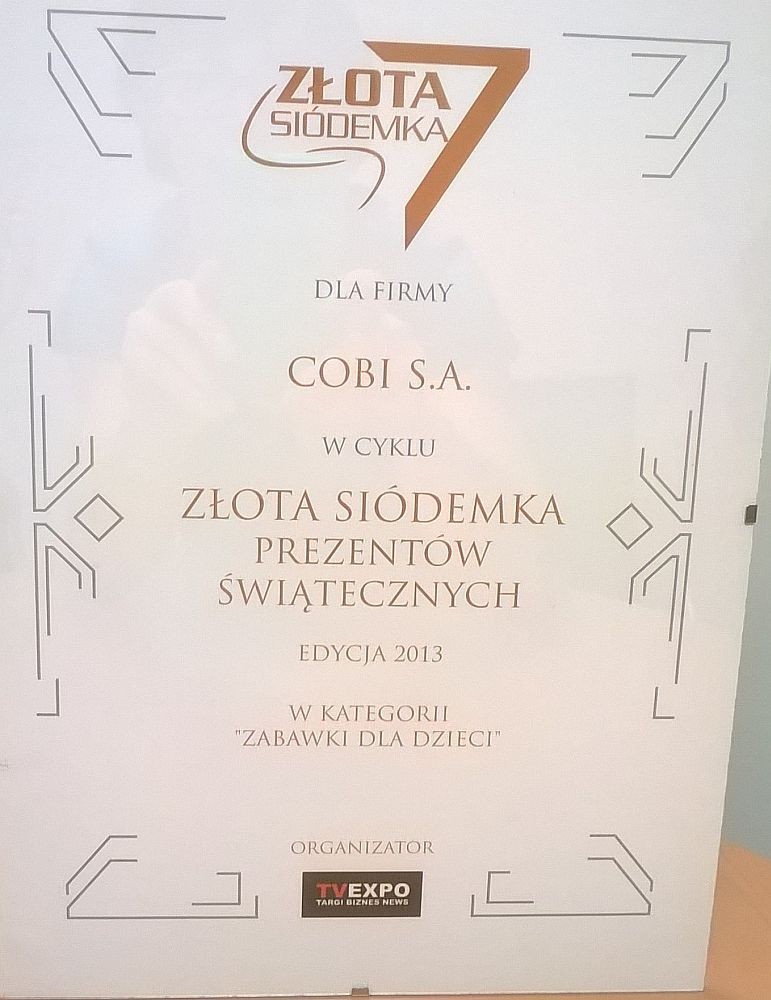 ZŁOTA 7
SIÓDEMKA
DLA FIRMY
COBI S.A.
W CYKLU
ZŁOTA SIÓDEMKA
PREZENTÓW
ŚWIĄTECZNYCH
EDYCJA 2013
W KATEGORII
"ZABAWKI DLA DZIECI"
ORGANIZATOR
TVEXPO
TARGI BIZNES NEWS